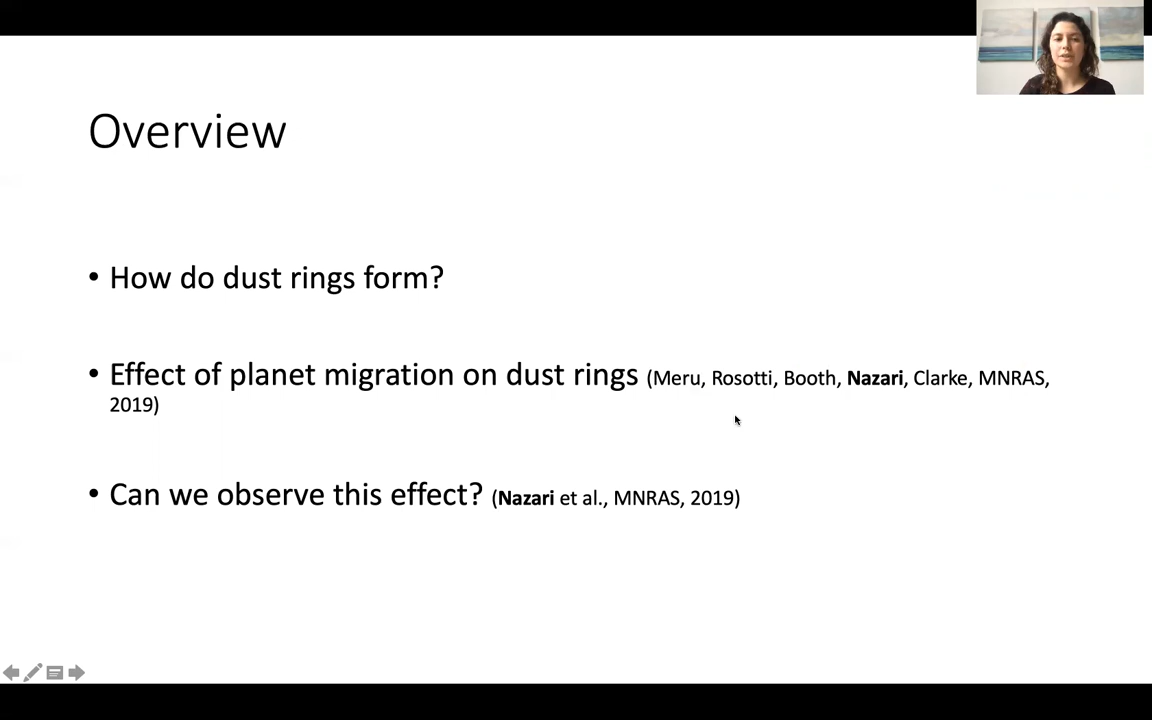 Overview
• How do dust rings form?
• Effect of planet migration on dust rings (Meru, Rosotti, Booth, Nazari, Clarke, MNRAS,
2019)
• Can we observe this effect? (Nazari et al., MNRAS, 2019)